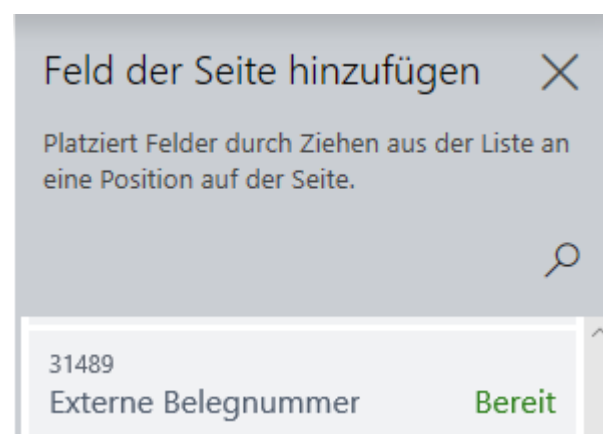 Feld der Seite hinzufügen
Platziert Felder durch Ziehen aus der Liste an
eine Position auf der Seite.
31489
Externe Belegnummer Bereit